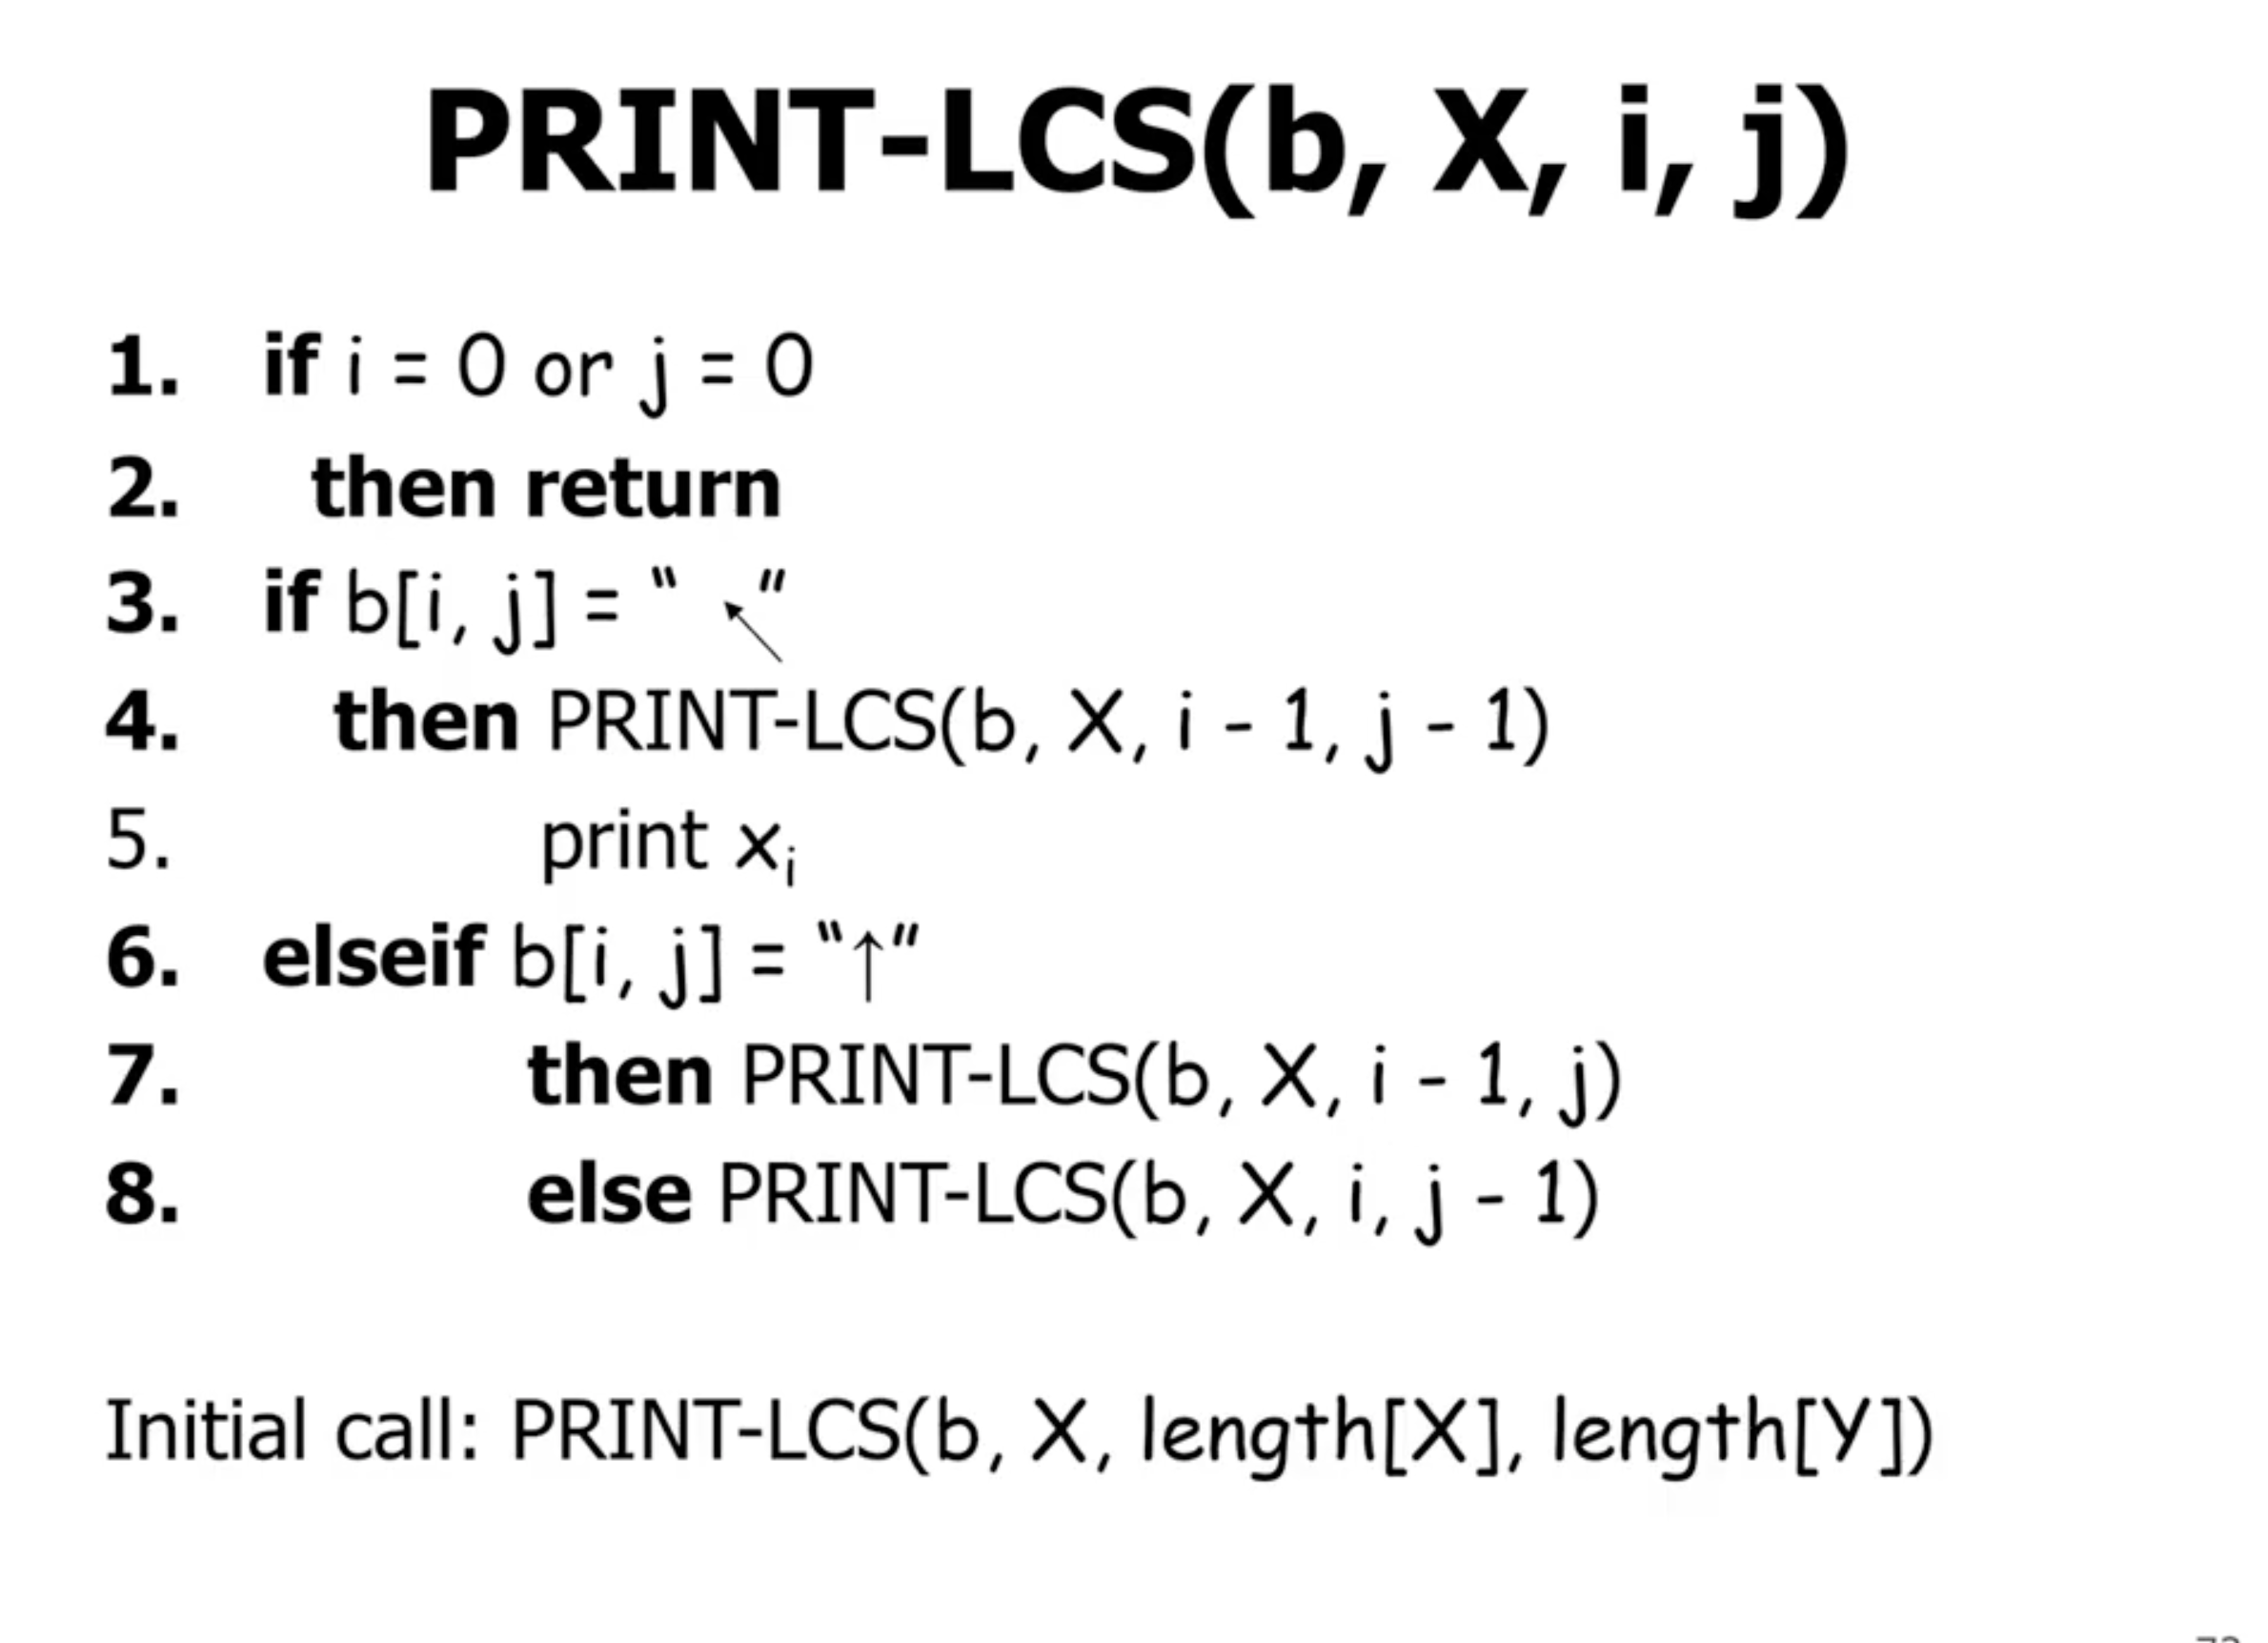 PRINT-LCS(b, X, i, j)
1. if i = 0 or j = 0
2. then return
3. if b[i, j] = “↖”
4. then PRINT-LCS(b, X, i - 1, j - 1)
5. print xᵢ
6. elseif b[i, j] = “↑”
7. then PRINT-LCS(b, X, i - 1, j)
8. else PRINT-LCS(b, X, i, j - 1)
Initial call: PRINT-LCS(b, X, length[X], length[Y])